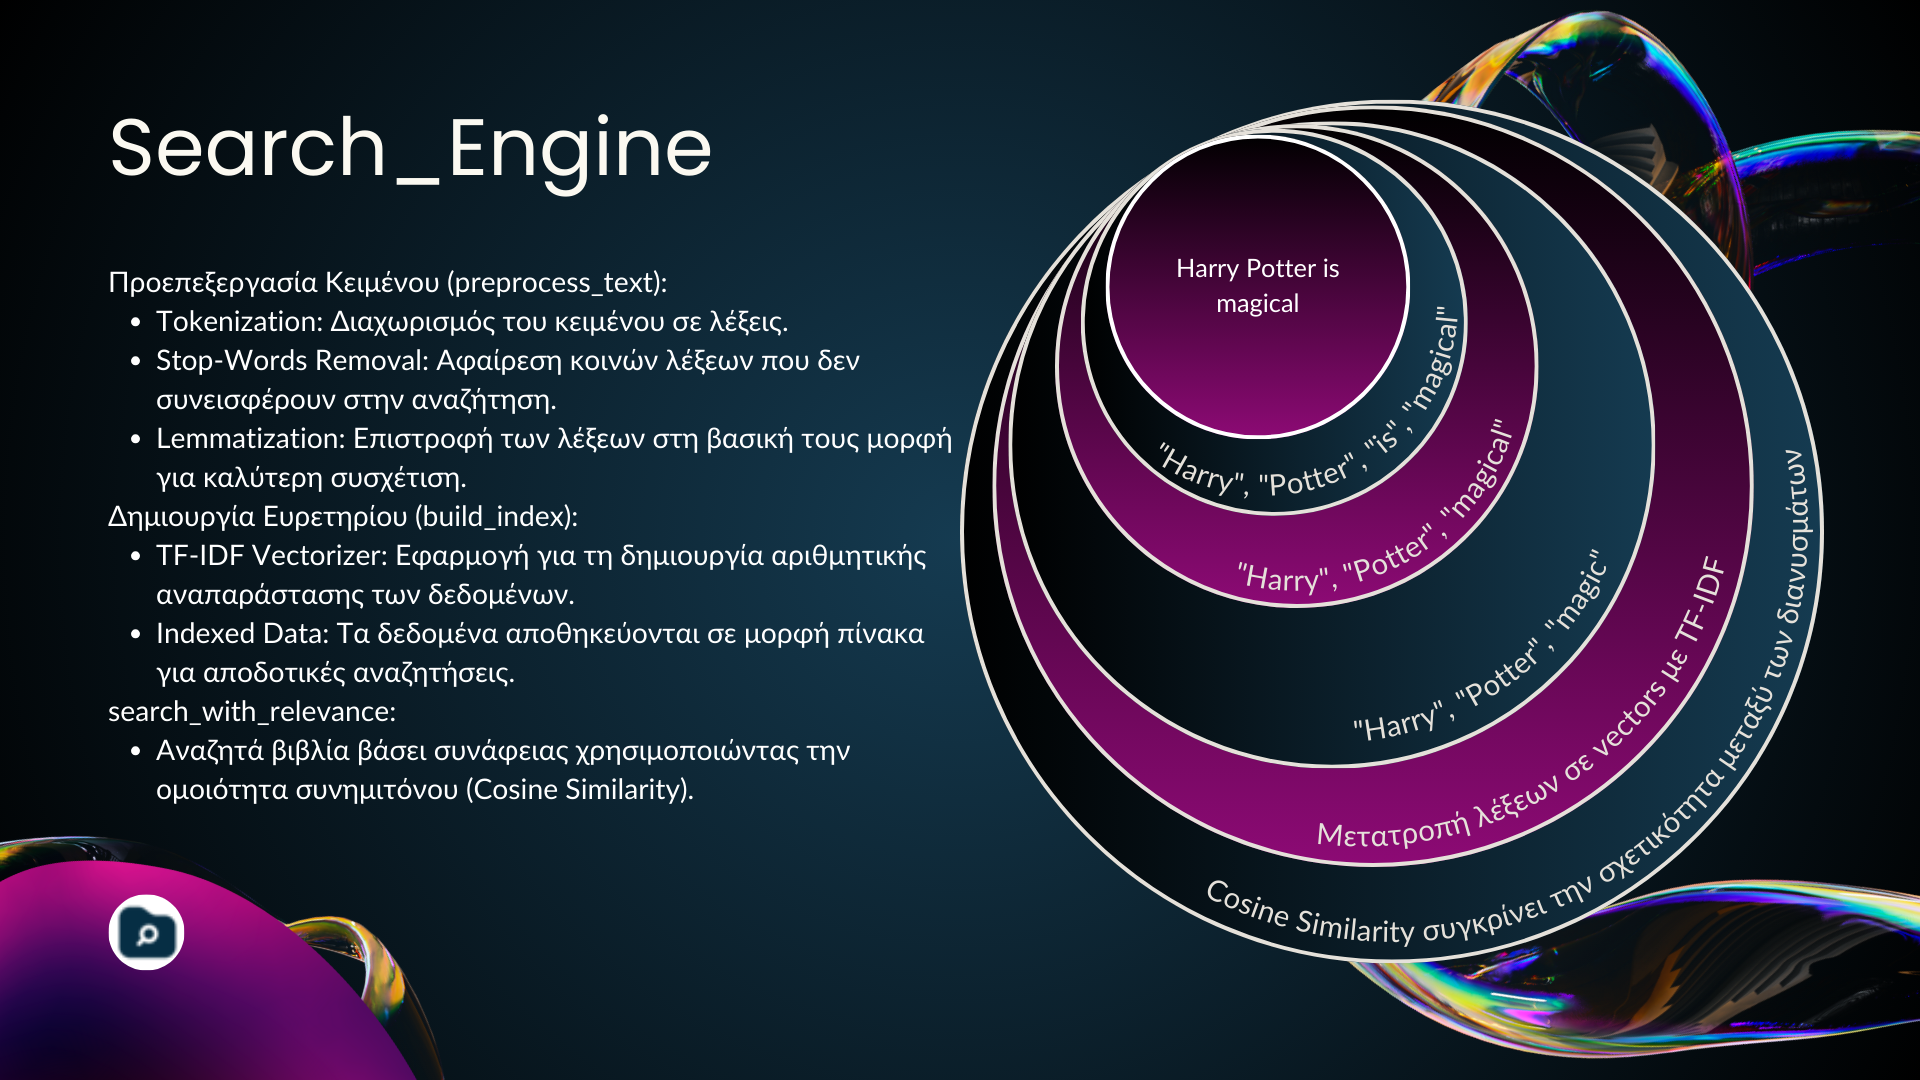 Search_Engine
Προεπεξεργασία Κειμένου (preprocess_text):
• Tokenization: Διαχωρισμός του κειμένου σε λέξεις.
• Stop-Words Removal: Αφαίρεση κοινών λέξεων που δεν
συνεισφέρουν στην αναζήτηση.
• Lemmatization: Επιστροφή των λέξεων στη βασική τους μορφή
για καλύτερη συσχέτιση.
Δημιουργία Ευρετηρίου (build_index):
• TF-IDF Vectorizer: Εφαρμογή για τη δημιουργία αριθμητικής
αναπαράστασης των δεδομένων.
• Indexed Data: Τα δεδομένα αποθηκεύονται σε μορφή πίνακα
για αποδοτικές αναζητήσεις.
search_with_relevance:
• Αναζητά βιβλία βάσει συνάφειας χρησιμοποιώντας την
ομοιότητα συνημιτόνου (Cosine Similarity).
Harry Potter is
magical
"Harry", "Potter" ,"is" ,"magical"
"Harry", "Potter" ,"magical"
"Harry" ,"Potter" ,"magic"
Μετατροπή λέξεων σε vectors με TF-IDF
Cosine Similarity συγκρίνει την σχετικότητα μεταξύ των διανυσμάτων